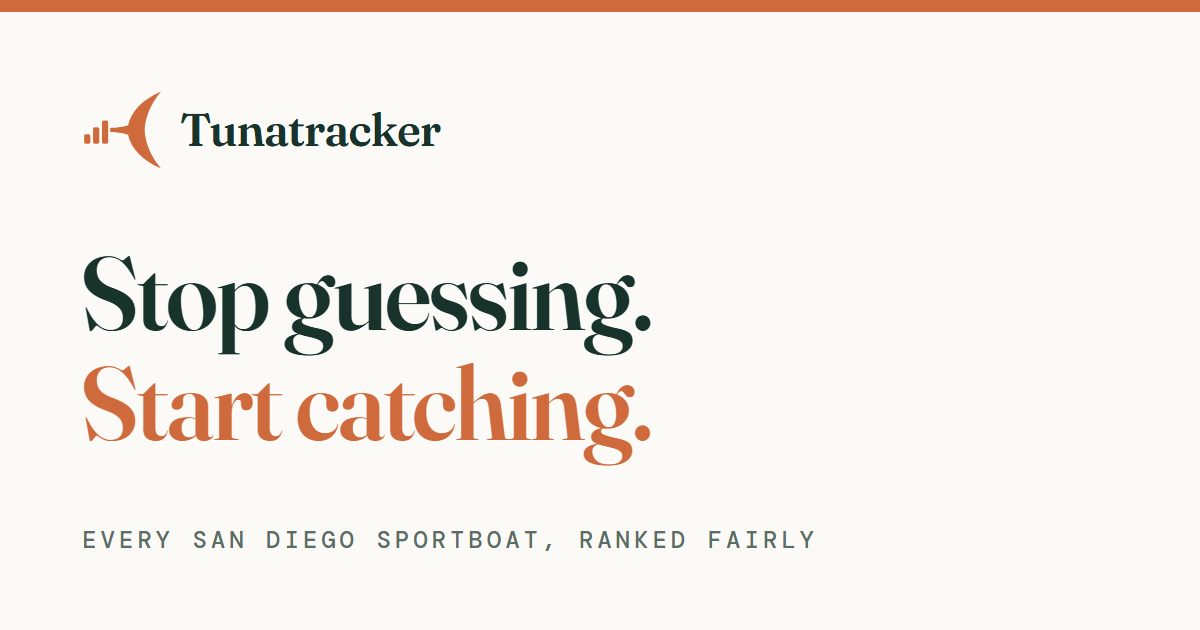 Tunatracker
Stop guessing.
Start catching.
EVERY SAN DIEGO SPORTBOAT, RANKED FAIRLY